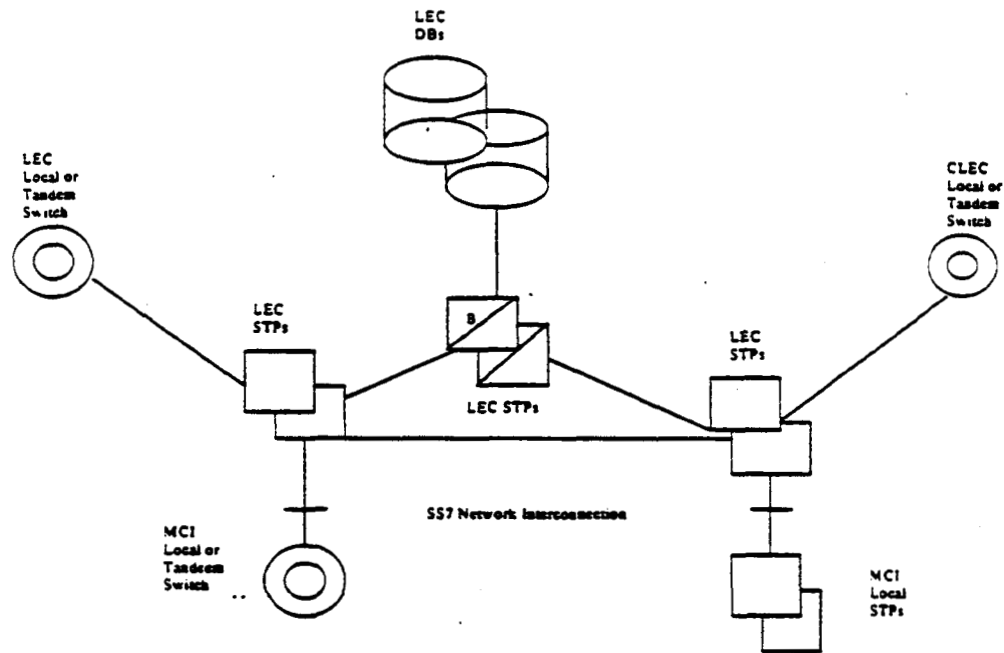 LEC
DBs
LEC
Local or
Tandem
Switch
CLEC
Local or
Tandem
Switch
LEC
STPs
B
LEC STPs
LEC
STPs
SS7 Network Interconnection
MCI
Local or
Tandeem
Switch
MCI
Local
STPs